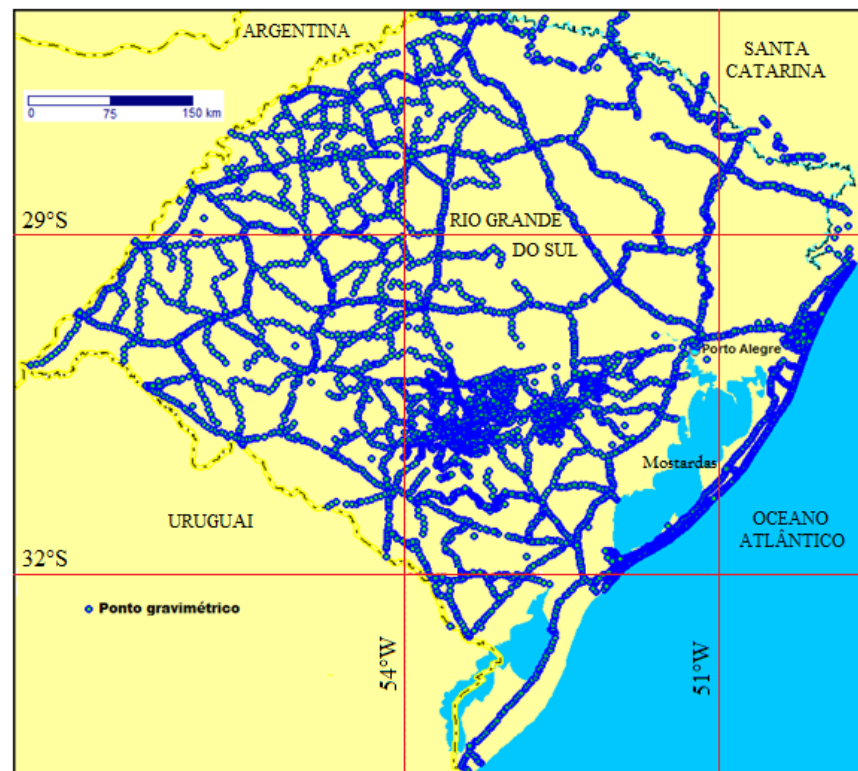 ARGENTINA
SANTA
CATARINA
0 75 150 km
29°S
RIO GRANDE
DO SUL
Porto Alegre
Mostardas
URUGUAI
OCEANO
ATLÂNTICO
32°S
Ponto gravimétrico
54°W
51°W